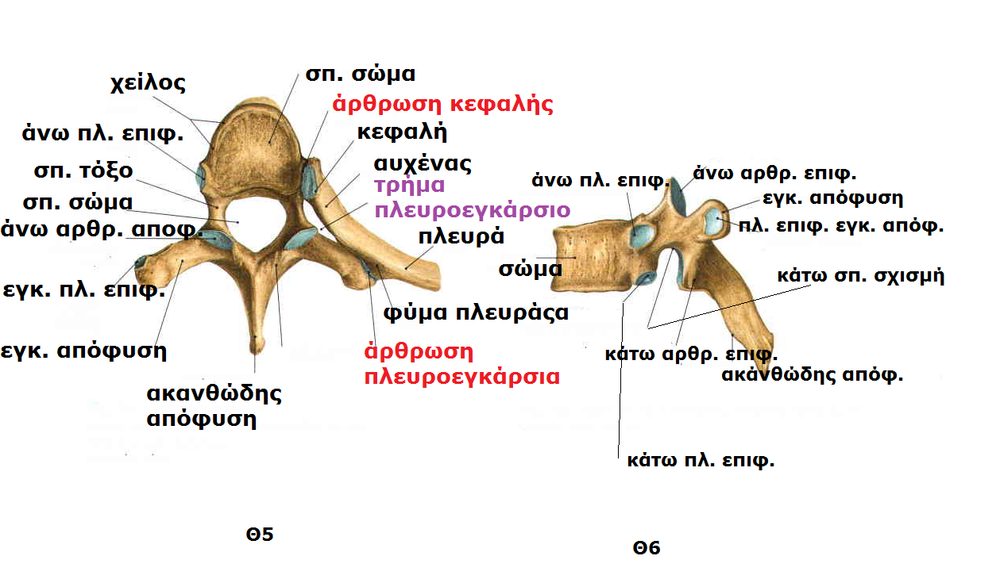 χείλος
σπ. σώμα
άρθρωση κεφαλής
άνω πλ. επιφ.
κεφαλή
σπ. τόξο
αυχένας
τρήμα
πλευροεγκάρσιο
σπ. σώμα
άνω αρθρ. αποφ.
πλευρά
εγκ. πλ. επιφ.
φύμα πλευράςα
εγκ. απόφυση
άρθρωση
πλευροεγκάρσια
ακανθώδης
απόφυση
Θ5
άνω πλ. επιφ.
άνω αρθρ. επιφ.
εγκ. απόφυση
πλ. επιφ. εγκ. απόφ.
σώμα
κάτω σπ. σχισμή
κάτω αρθρ. επιφ.
ακάνθώδης απόφ.
κάτω πλ. επιφ.
Θ6